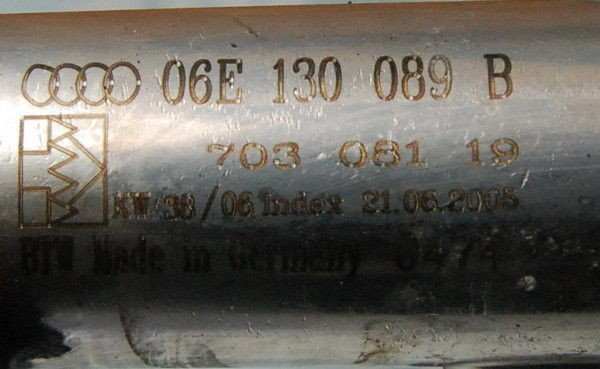 06E 130 089 B
703 081 19
KW 38/06 Index 21.06.2005
Made in Germany